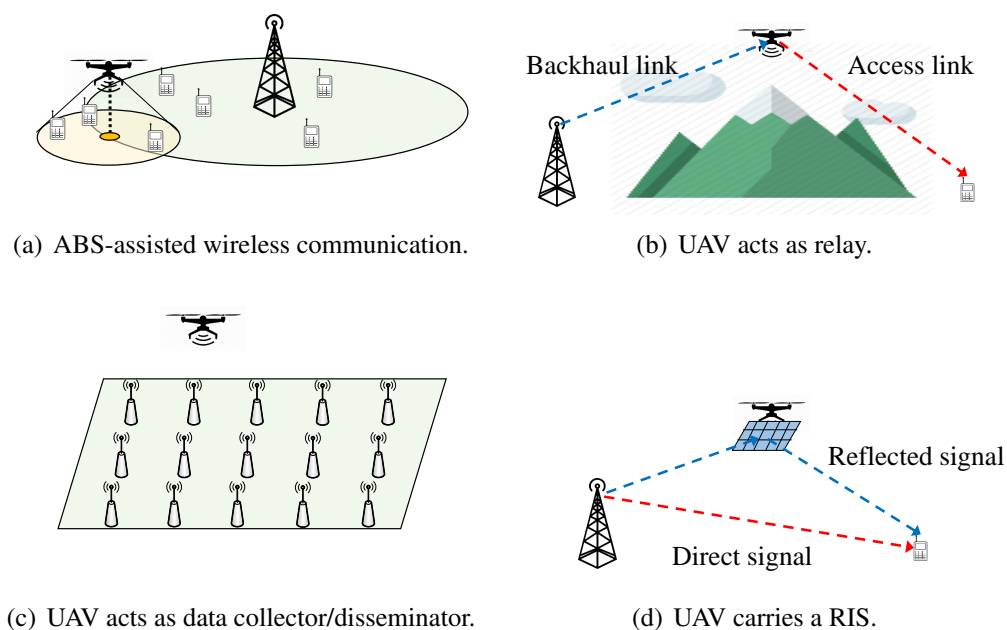 Backhaul link
Access link
(a) ABS-assisted wireless communication.
(b) UAV acts as relay.
Reflected signal
Direct signal
(c) UAV acts as data collector/disseminator.
(d) UAV carries a RIS.